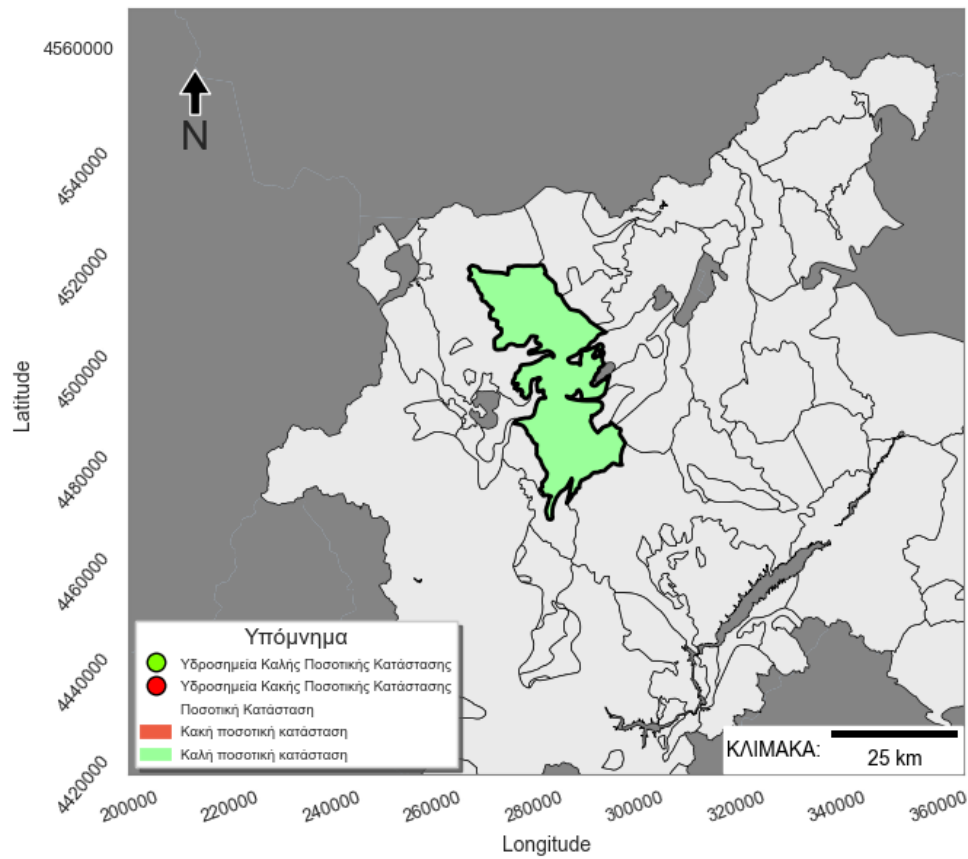 4560000
4540000
4520000
4500000
4480000
4460000
4440000
4420000
Latitude
N
Υπόμνημα
Υδροσημεία Καλής Ποσοτικής Κατάστασης
Υδροσημεία Κακής Ποσοτικής Κατάστασης
Ποσοτική Κατάσταση
Κακή ποσοτική κατάσταση
Καλή ποσοτική κατάσταση
ΚΛΙΜΑΚΑ:
25 km
200000 220000 240000 260000 280000 300000 320000 340000 360000
Longitude